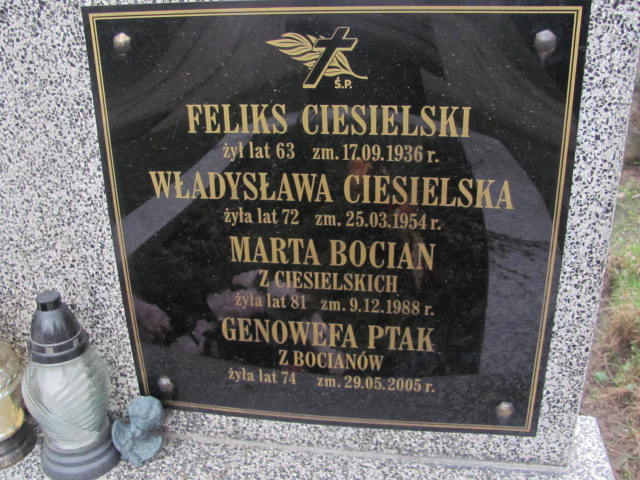 Ś.P.
FELIKS CIESIELSKI
żył lat 63 zm. 17.09.1936 r.
WŁADYSŁAWA CIESIELSKA
żyła lat 72 zm. 25.03.1954 r.
MARTA BOCIAN
Z CIESIELSKICH
żyła lat 81 zm. 9.12.1988 r.
GENOWEFA PTAK
Z BOCIANÓW
żyła lat 74 zm. 29.05.2005 r.